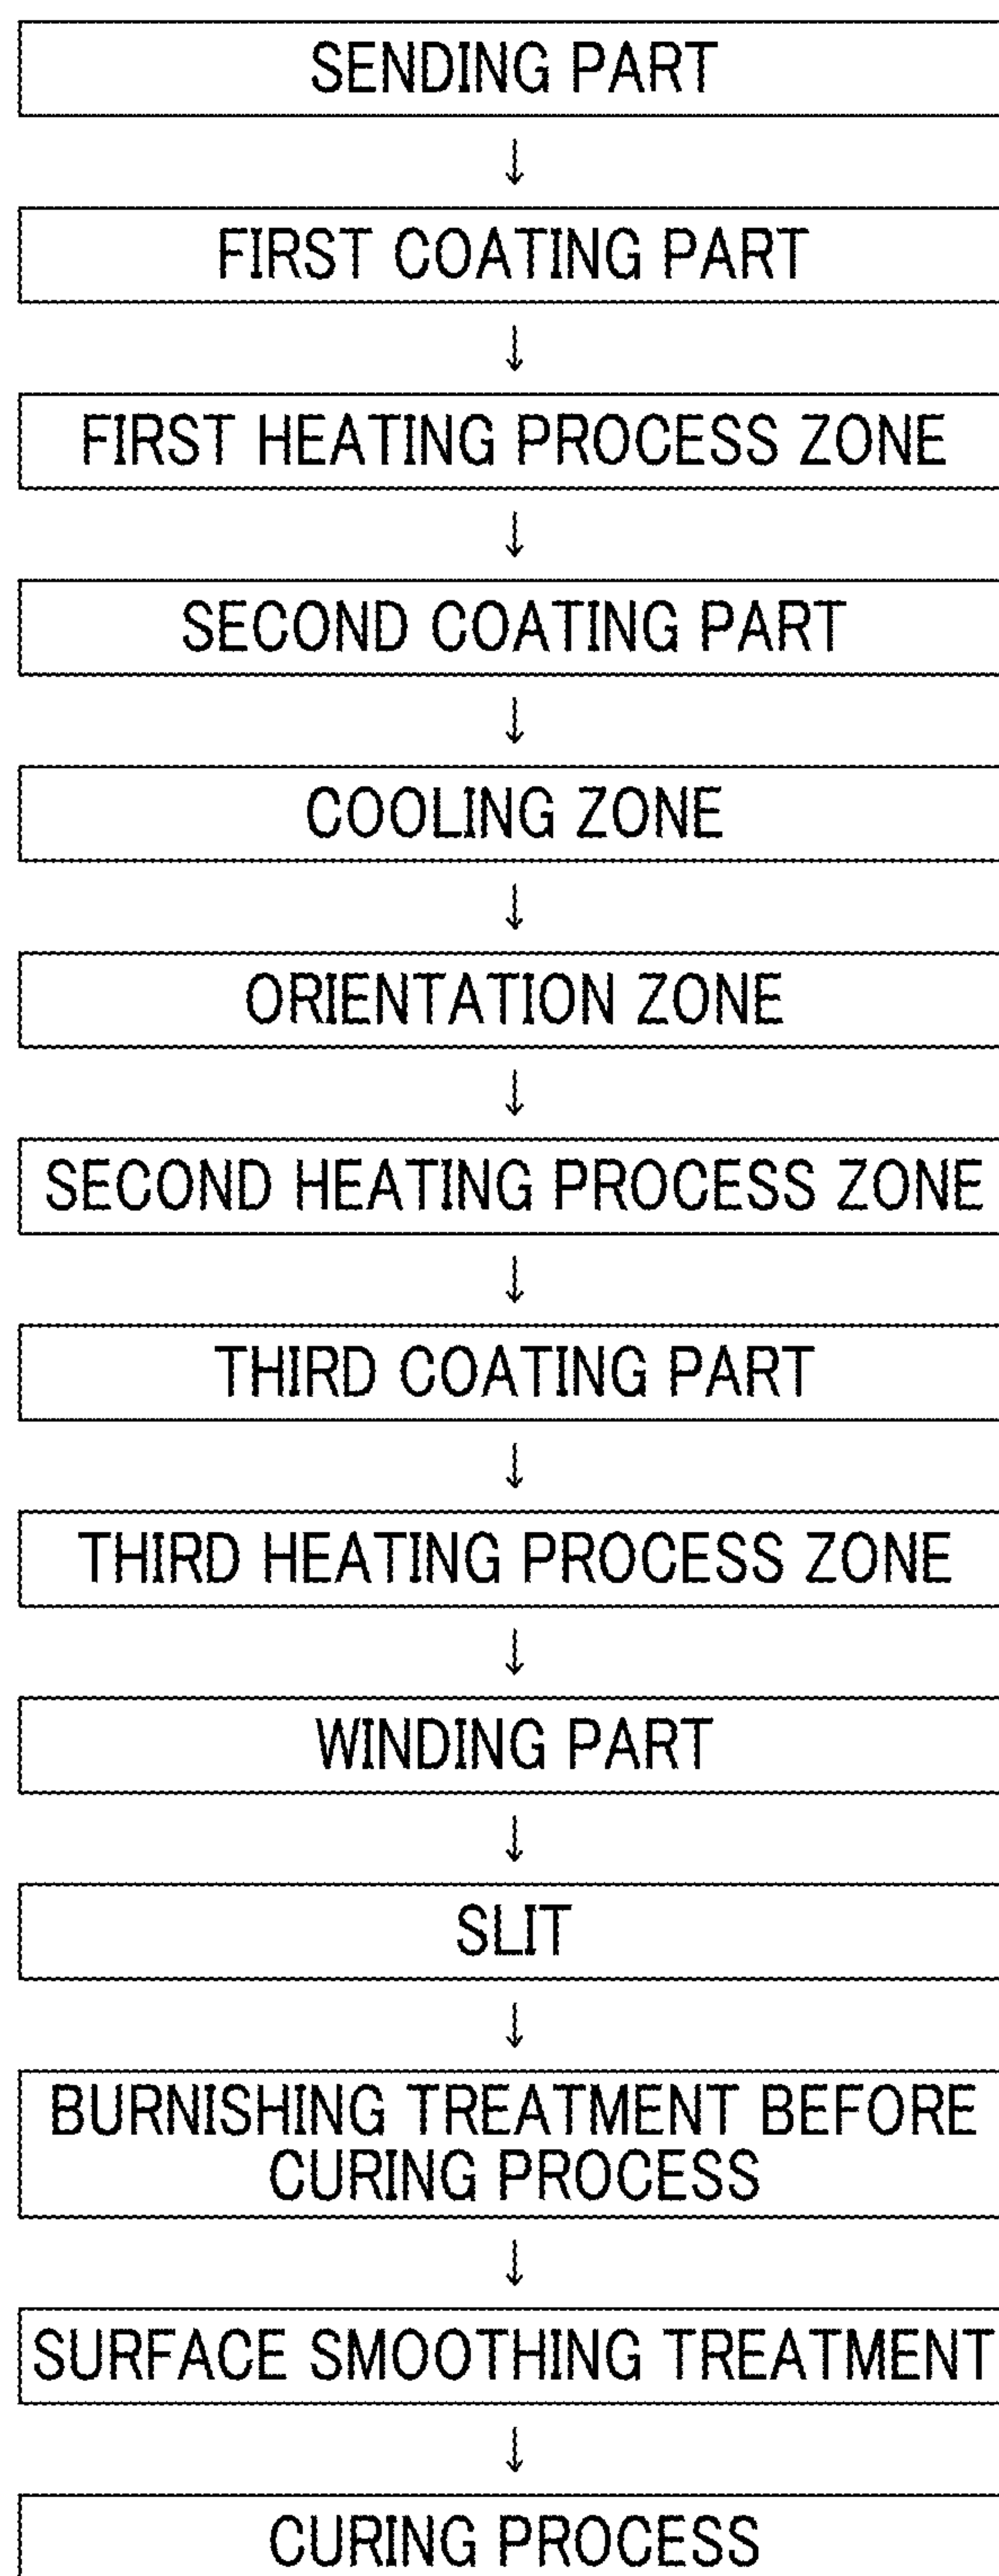 SENDING PART
↓
FIRST COATING PART
↓
FIRST HEATING PROCESS ZONE
↓
SECOND COATING PART
↓
COOLING ZONE
↓
ORIENTATION ZONE
↓
SECOND HEATING PROCESS ZONE
↓
THIRD COATING PART
↓
THIRD HEATING PROCESS ZONE
↓
WINDING PART
↓
SLIT
↓
BURNISHING TREATMENT BEFORE
CURING PROCESS
↓
SURFACE SMOOTHING TREATMENT
↓
CURING PROCESS